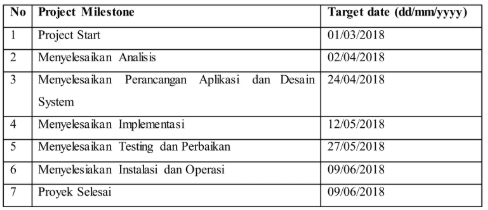 No Project Milestone Target date (dd/mm/yyyy)
1 Project Start 01/03/2018
2 Menyelesaikan Analisis 02/04/2018
3 Menyelesaikan Perancangan Aplikasi dan Desain 24/04/2018
System
4 Menyelesaikan Implementasi 12/05/2018
5 Menyelesaikan Testing dan Perbaikan 27/05/2018
6 Menyelesiakan Instalasi dan Operasi 09/06/2018
7 Proyek Selesai 09/06/2018